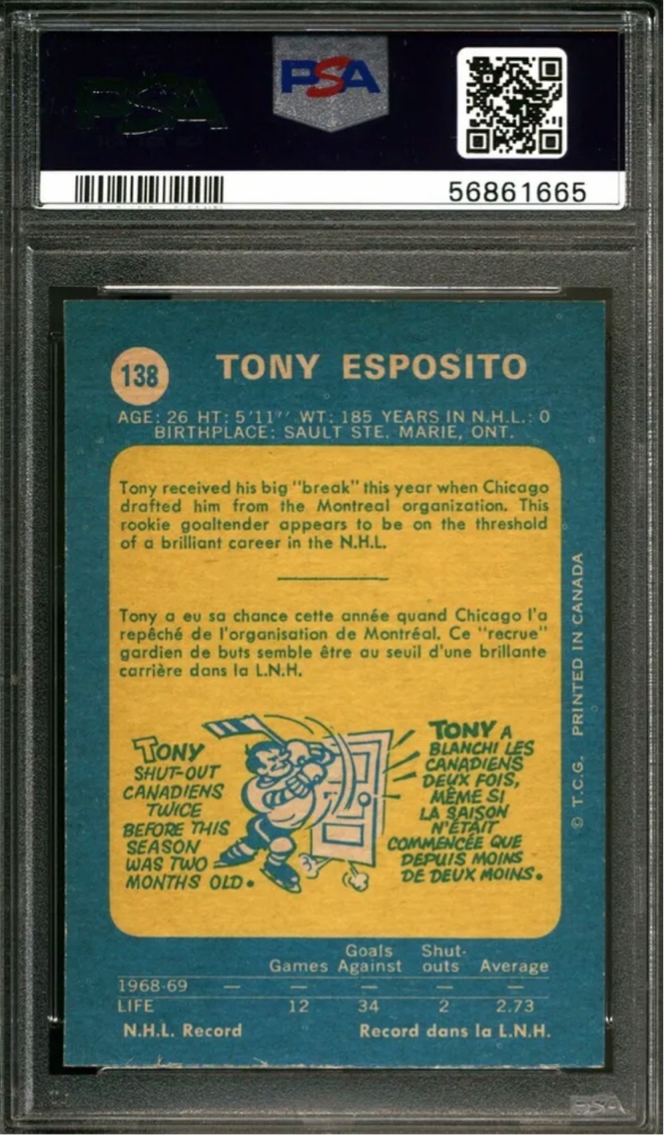 PSA
PSA
56861665
138
TONY ESPOSITO
AGE: 26 HT: 5'11'' WT: 185 YEARS IN N.H.L.: 0
BIRTHPLACE: SAULT STE. MARIE, ONT.
Tony received his big "break" this year when Chicago
drafted him from the Montreal organization. This
rookie goaltender appears to be on the threshold
of a brilliant career in the N.H.L.
Tony a eu sa chance cette année quand Chicago l'a
repêché de l'organisation de Montréal. Ce "recrue"
gardien de buts semble être au seuil d'une brillante
carrière dans la L.N.H.
TONY
SHUT-OUT
CANADIENS
TWICE
BEFORE THIS
SEASON
WAS TWO
MONTHS OLD.
TONY A
BLANCHI LES
CANADIENS
DEUX FOIS,
MÊME SI
LA SAISON
N'ÉTAIT
COMMENCÉE QUE
DEPUIS MOINS
DE DEUX MOINS.
© T.C.G. PRINTED IN CANADA
Goals Shut-
Games Against outs Average
1968-69 — — — —
LIFE 12 34 2 2.73
N.H.L. Record Record dans la L.N.H.
PSA